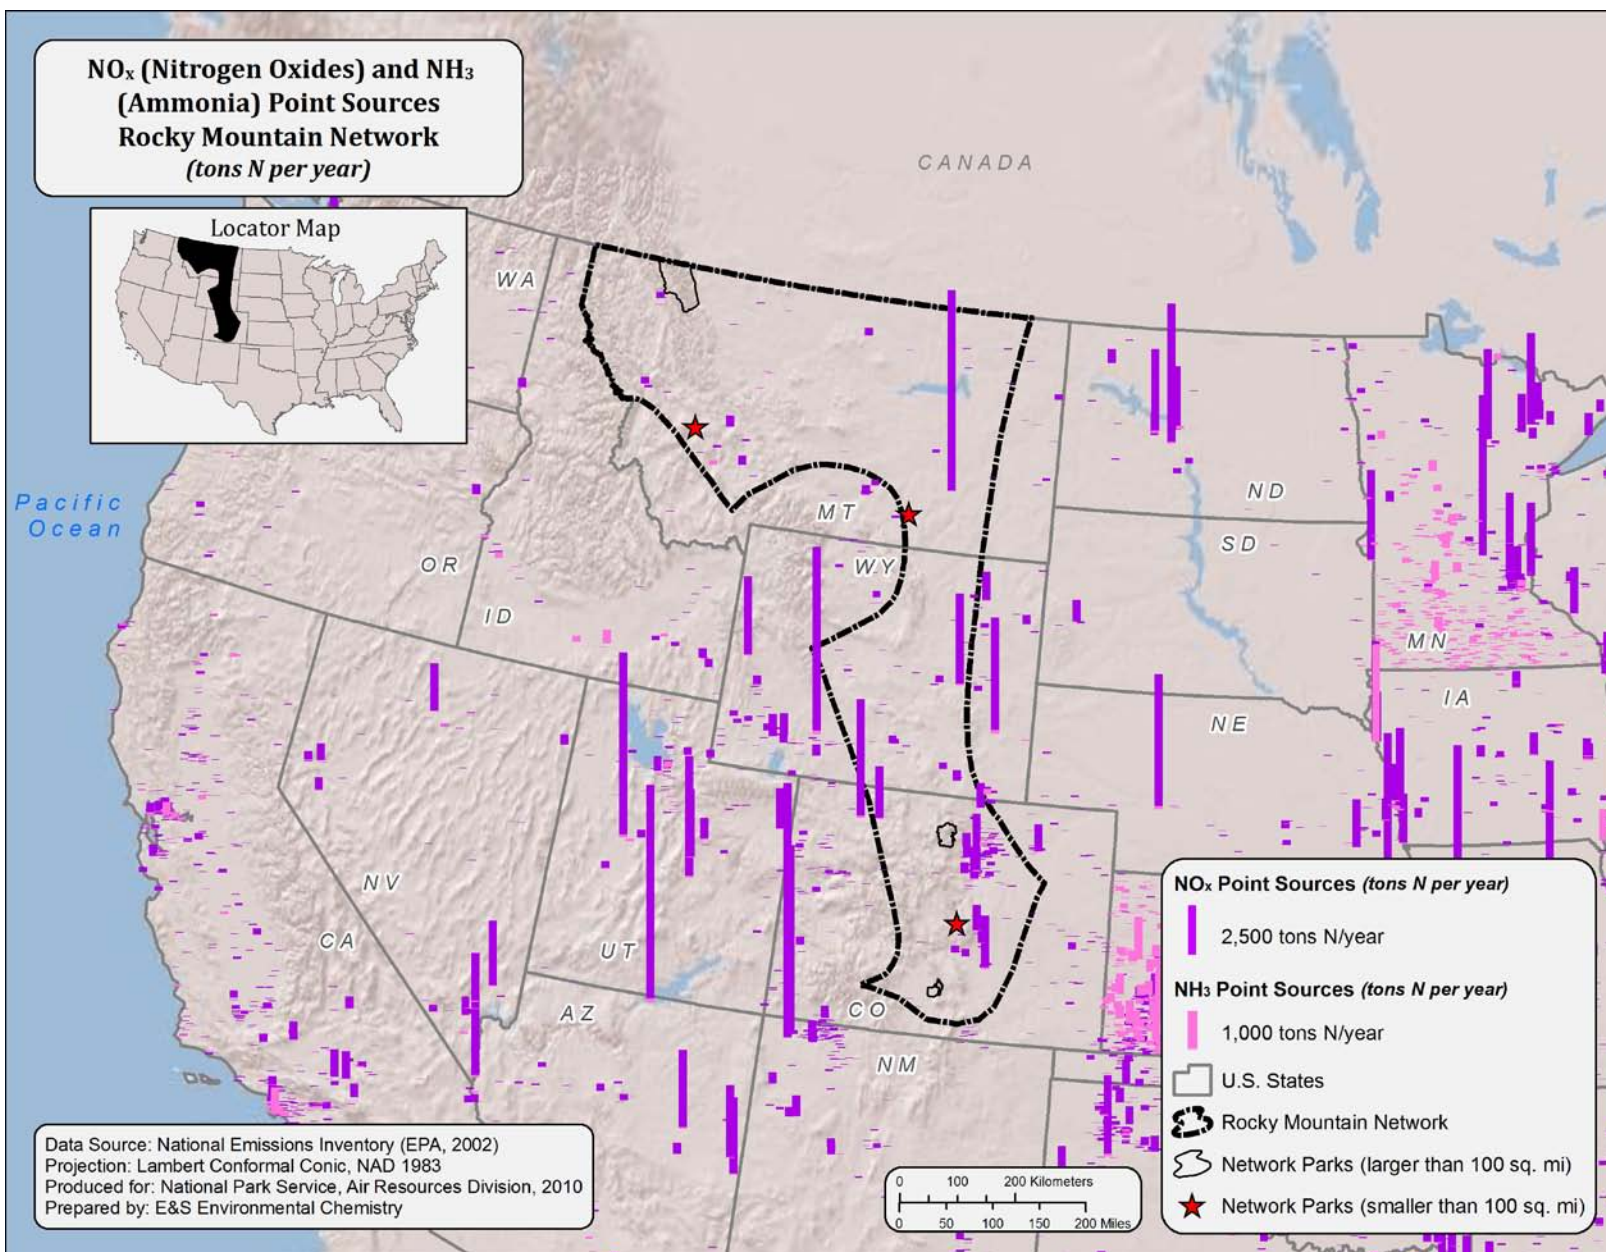 NOx (Nitrogen Oxides) and NH3
(Ammonia) Point Sources
Rocky Mountain Network
(tons N per year)
Locator Map
CANADA
WA
Pacific
Ocean
MT
ND
SD
OR
WY
ID
MN
IA
NE
NV
CA
UT
CO
AZ
NM
NOx Point Sources (tons N per year)
2,500 tons N/year
NH3 Point Sources (tons N per year)
1,000 tons N/year
U.S. States
Rocky Mountain Network
Network Parks (larger than 100 sq. mi)
Network Parks (smaller than 100 sq. mi)
Data Source: National Emissions Inventory (EPA, 2002)
Projection: Lambert Conformal Conic, NAD 1983
Produced for: National Park Service, Air Resources Division, 2010
Prepared by: E&S Environmental Chemistry
0 100 200 Kilometers
0 50 100 150 200 Miles